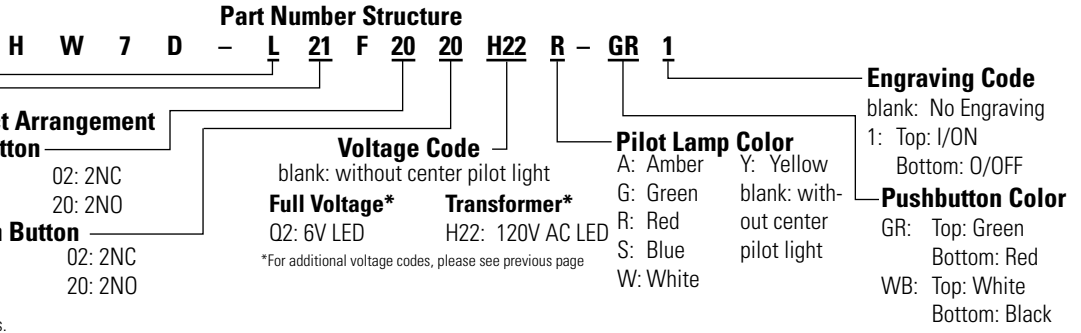 Part Number Structure
H W 7 D – L 21 F 20 20 H22 R – GR 1
Arrangement
02: 2NC
20: 2NO
Button
02: 2NC
20: 2NO
Voltage Code
blank: without center pilot light
Full Voltage* Transformer*
Q2: 6V LED H22: 120V AC LED
*For additional voltage codes, please see previous page
Pilot Lamp Color
A: Amber Y: Yellow
G: Green blank: with-
R: Red out center
S: Blue pilot light
W: White
Engraving Code
blank: No Engraving
1: Top: I/ON
Bottom: O/OFF
Pushbutton Color
GR: Top: Green
Bottom: Red
WB: Top: White
Bottom: Black